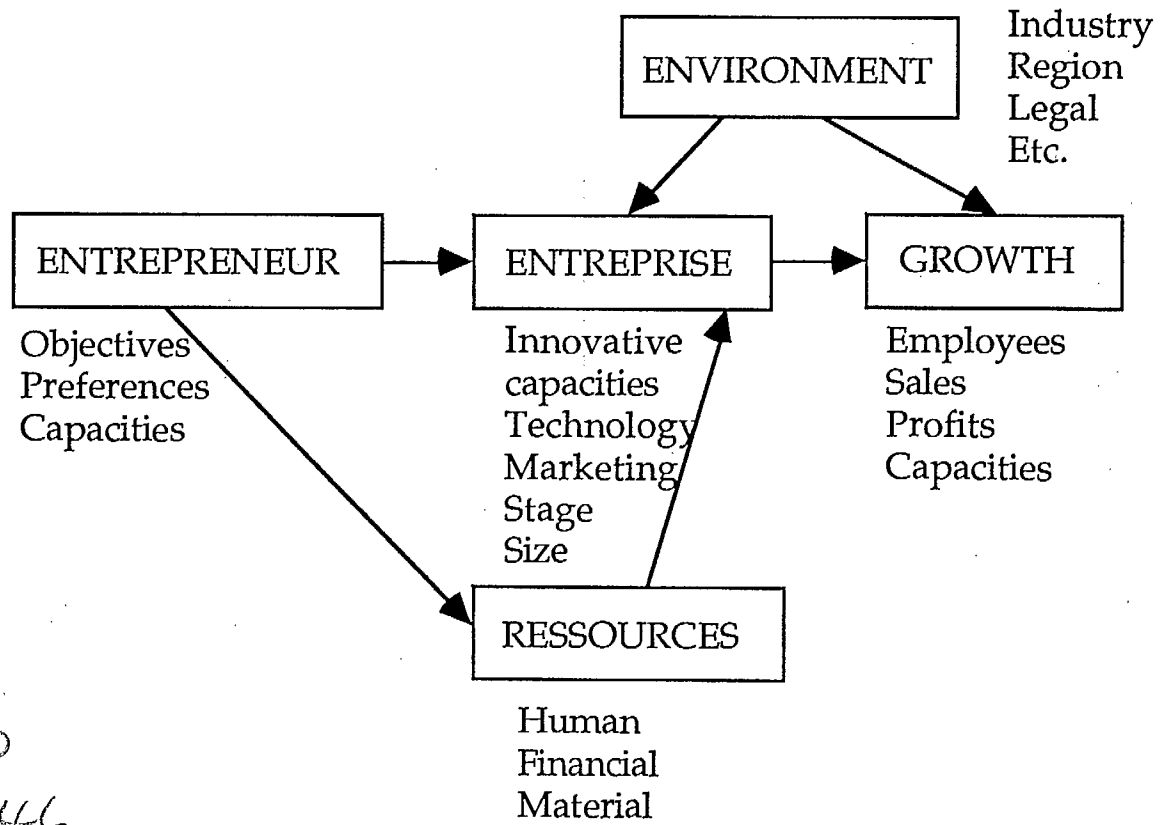 ENVIRONMENT
Industry
Region
Legal
Etc.
ENTREPRENEUR
Objectives
Preferences
Capacities
ENTREPRISE
Innovative
capacities
Technology
Marketing
Stage
Size
GROWTH
Employees
Sales
Profits
Capacities
RESSOURCES
Human
Financial
Material